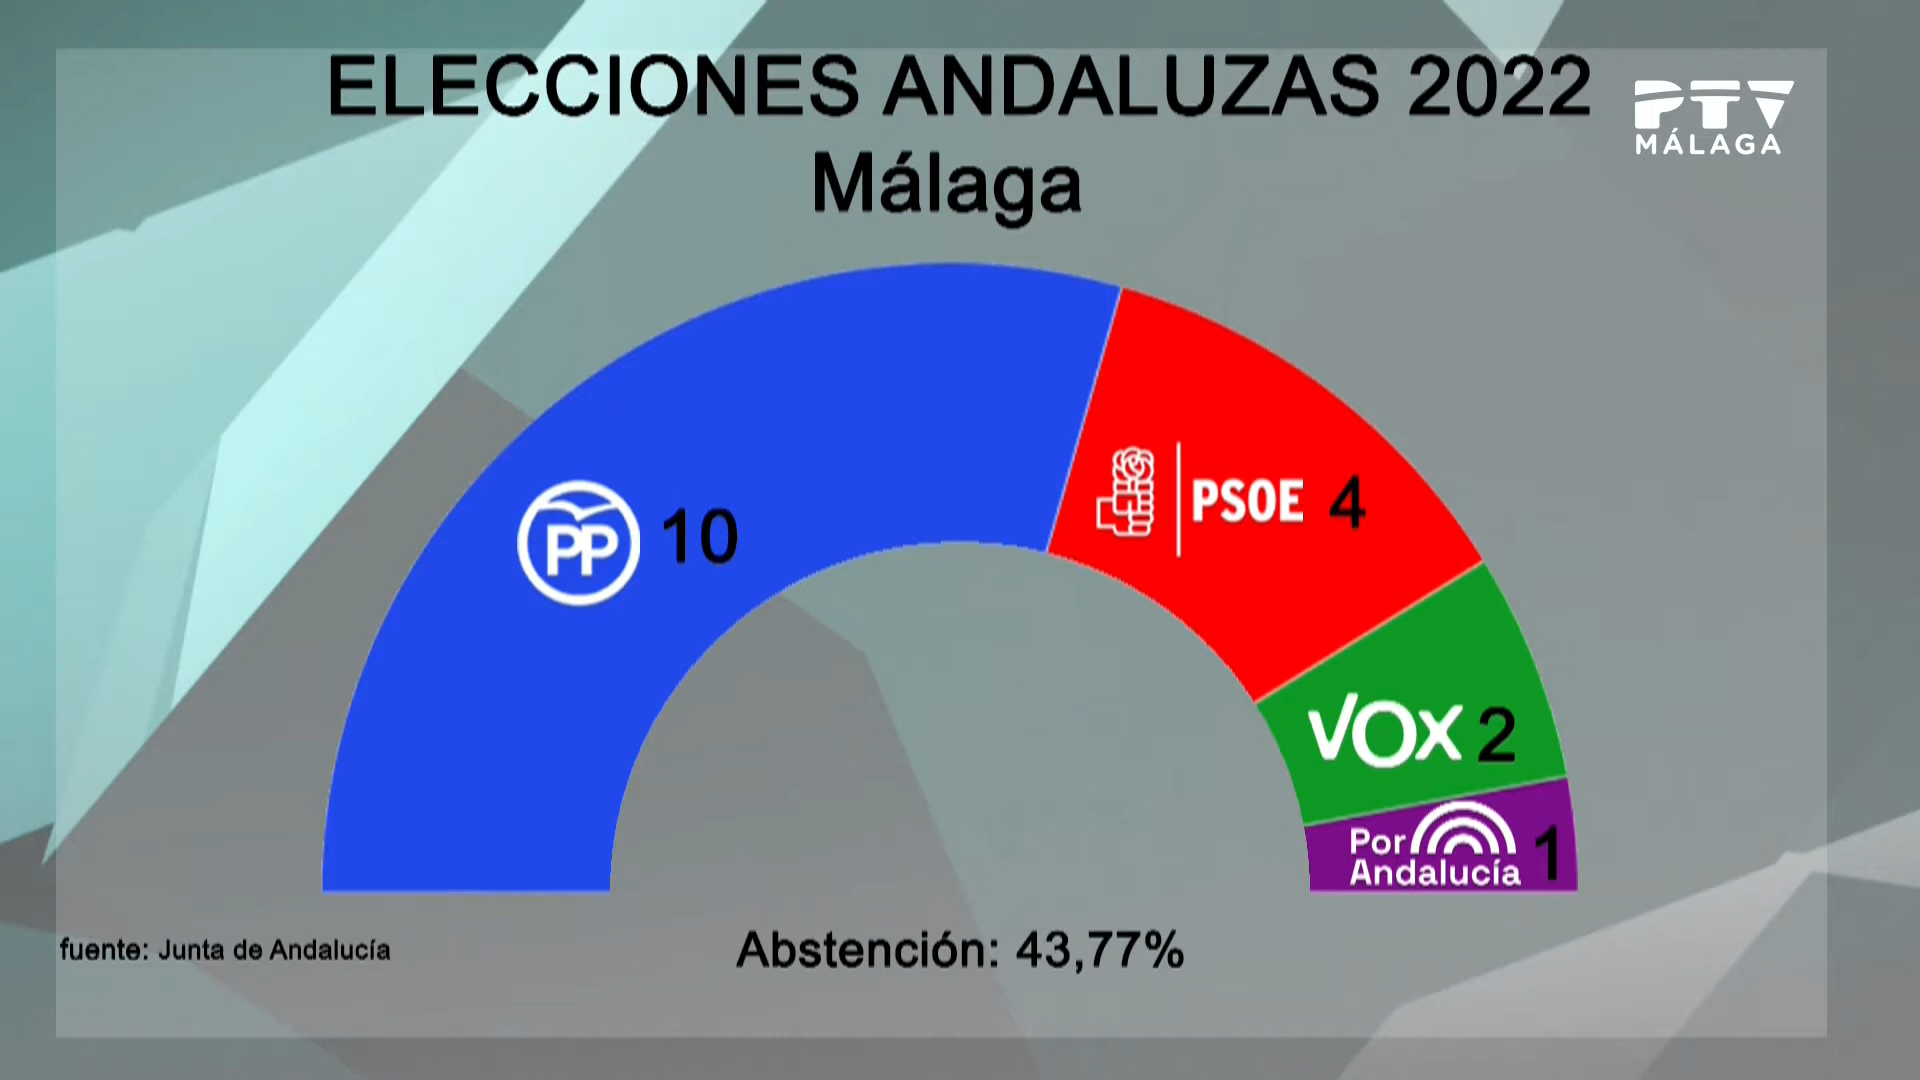 ELECCIONES ANDALUZAS 2022
PTV
MÁLAGA
Málaga
PP 10
PSOE 4
VOX 2
Por
Andalucía 1
fuente: Junta de Andalucía
Abstención: 43,77%